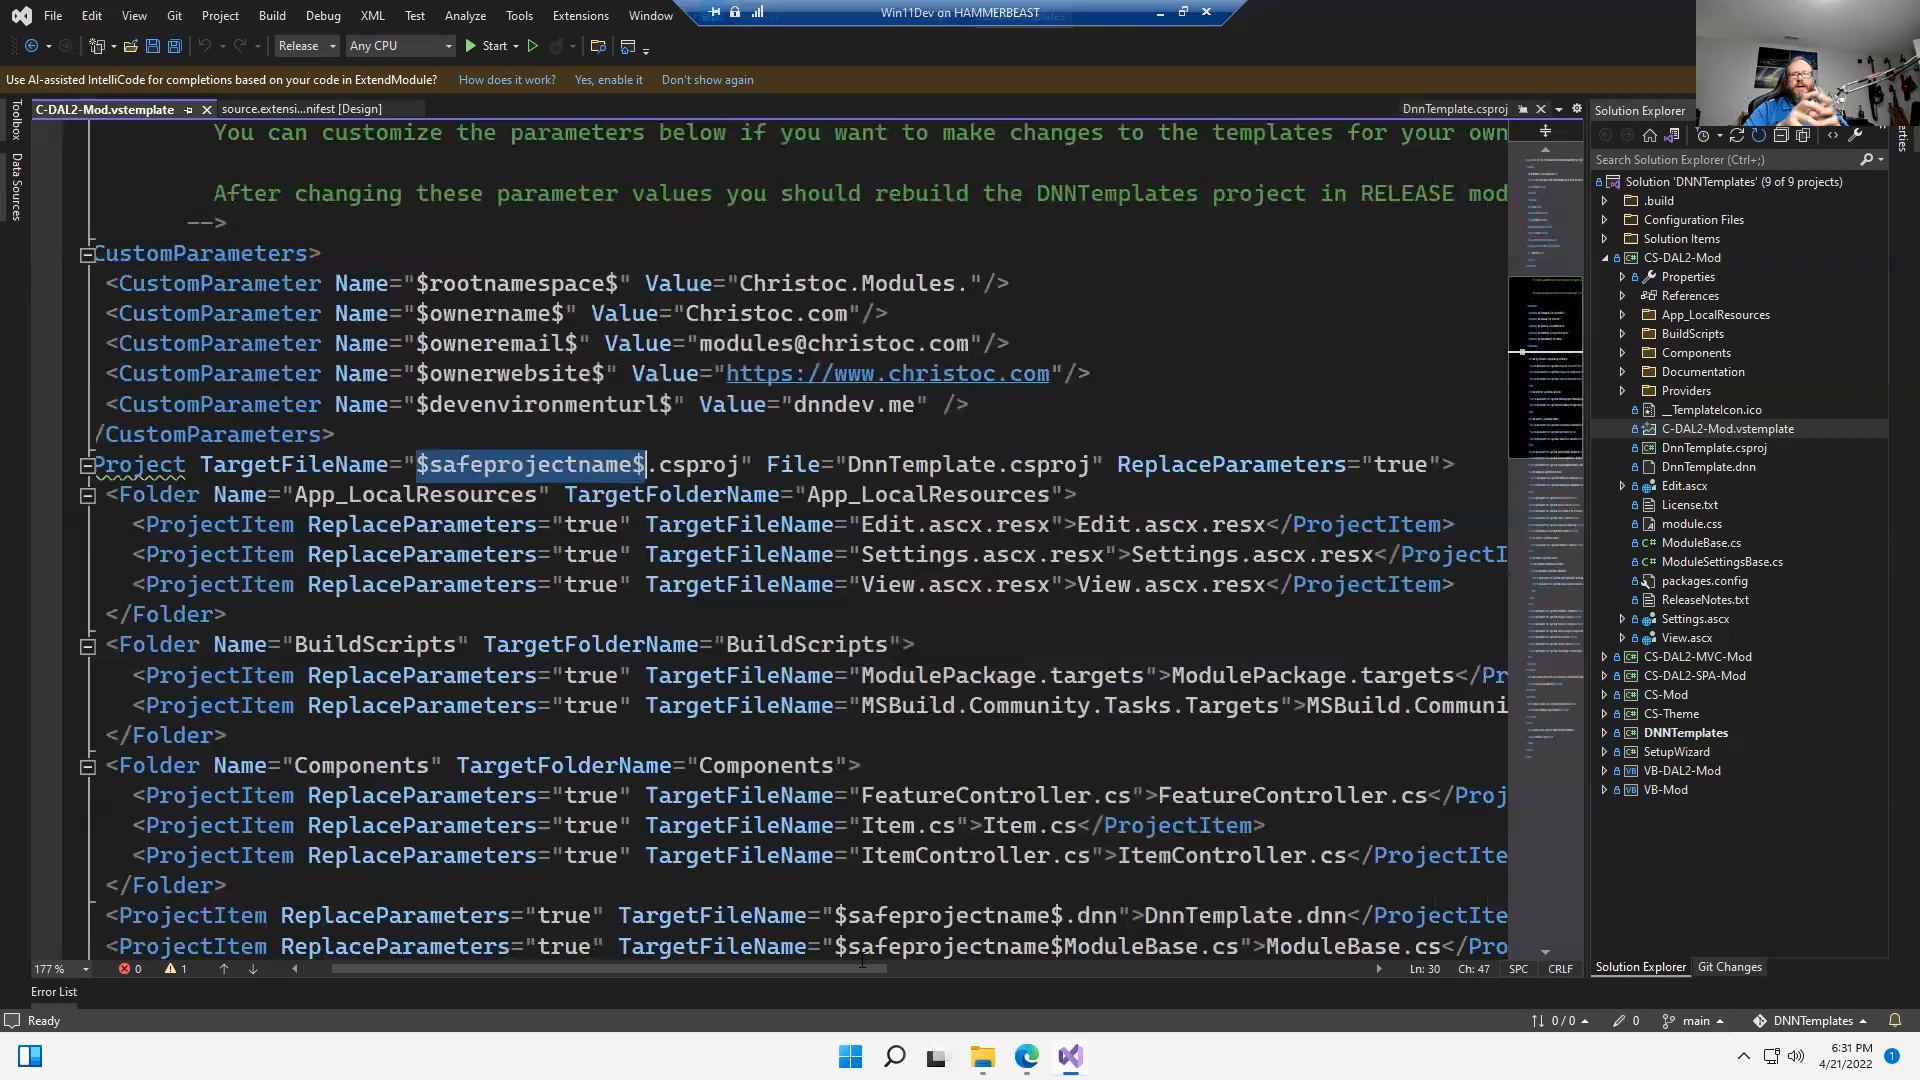 File Edit View Git Project Build Debug XML Test Analyze Tools Extensions Window
Win11Dev on HAMMERBEAST
Release Any CPU Start
Use AI-assisted IntelliCode for completions based on your code in ExtendModule? How does it work? Yes, enable it Don't show again
Toolbox
Data Sources
C-DAL2-Mod.vstemplate source.extensi...nifest [Design] DnnTemplate.csproj
You can customize the parameters below if you want to make changes to the templates for your own
After changing these parameter values you should rebuild the DNNTemplates project in RELEASE mod
-->
CustomParameters>
<CustomParameter Name="$rootnamespace$" Value="Christoc.Modules."/>
<CustomParameter Name="$ownername$" Value="Christoc.com"/>
<CustomParameter Name="$owneremail$" Value="modules@christoc.com"/>
<CustomParameter Name="$ownerwebsite$" Value="https://www.christoc.com"/>
<CustomParameter Name="$devenvironmenturl$" Value="dnndev.me" />
/CustomParameters>
Project TargetFileName="$safeprojectname$.csproj" File="DnnTemplate.csproj" ReplaceParameters="true">
<Folder Name="App_LocalResources" TargetFolderName="App_LocalResources">
<ProjectItem ReplaceParameters="true" TargetFileName="Edit.ascx.resx">Edit.ascx.resx</ProjectItem>
<ProjectItem ReplaceParameters="true" TargetFileName="Settings.ascx.resx">Settings.ascx.resx</ProjectI
<ProjectItem ReplaceParameters="true" TargetFileName="View.ascx.resx">View.ascx.resx</ProjectItem>
</Folder>
<Folder Name="BuildScripts" TargetFolderName="BuildScripts">
<ProjectItem ReplaceParameters="true" TargetFileName="ModulePackage.targets">ModulePackage.targets</Pr
<ProjectItem ReplaceParameters="true" TargetFileName="MSBuild.Community.Tasks.Targets">MSBuild.Communi
</Folder>
<Folder Name="Components" TargetFolderName="Components">
<ProjectItem ReplaceParameters="true" TargetFileName="FeatureController.cs">FeatureController.cs</Proj
<ProjectItem ReplaceParameters="true" TargetFileName="Item.cs">Item.cs</ProjectItem>
<ProjectItem ReplaceParameters="true" TargetFileName="ItemController.cs">ItemController.cs</ProjectIte
</Folder>
<ProjectItem ReplaceParameters="true" TargetFileName="$safeprojectname$.dnn">DnnTemplate.dnn</ProjectIte
<ProjectItem ReplaceParameters="true" TargetFileName="$safeprojectname$ModuleBase.cs">ModuleBase.cs</Pro
177 % 0 1 Ln: 30 Ch: 47 SPC CRLF
Error List
Ready
Solution Explorer
Search Solution Explorer (Ctrl+;)
Solution 'DNNTemplates' (9 of 9 projects)
.build
Configuration Files
Solution Items
CS-DAL2-Mod
Properties
References
App_LocalResources
BuildScripts
Components
Documentation
Providers
__TemplateIcon.ico
C-DAL2-Mod.vstemplate
DnnTemplate.csproj
DnnTemplate.dnn
Edit.ascx
License.txt
module.css
ModuleBase.cs
ModuleSettingsBase.cs
packages.config
ReleaseNotes.txt
Settings.ascx
View.ascx
CS-DAL2-MVC-Mod
CS-DAL2-SPA-Mod
CS-Mod
CS-Theme
DNNTemplates
SetupWizard
VB-DAL2-Mod
VB-Mod
Solution Explorer Git Changes
0 / 0 0 main DNNTemplates
6:31 PM
4/21/2022
1